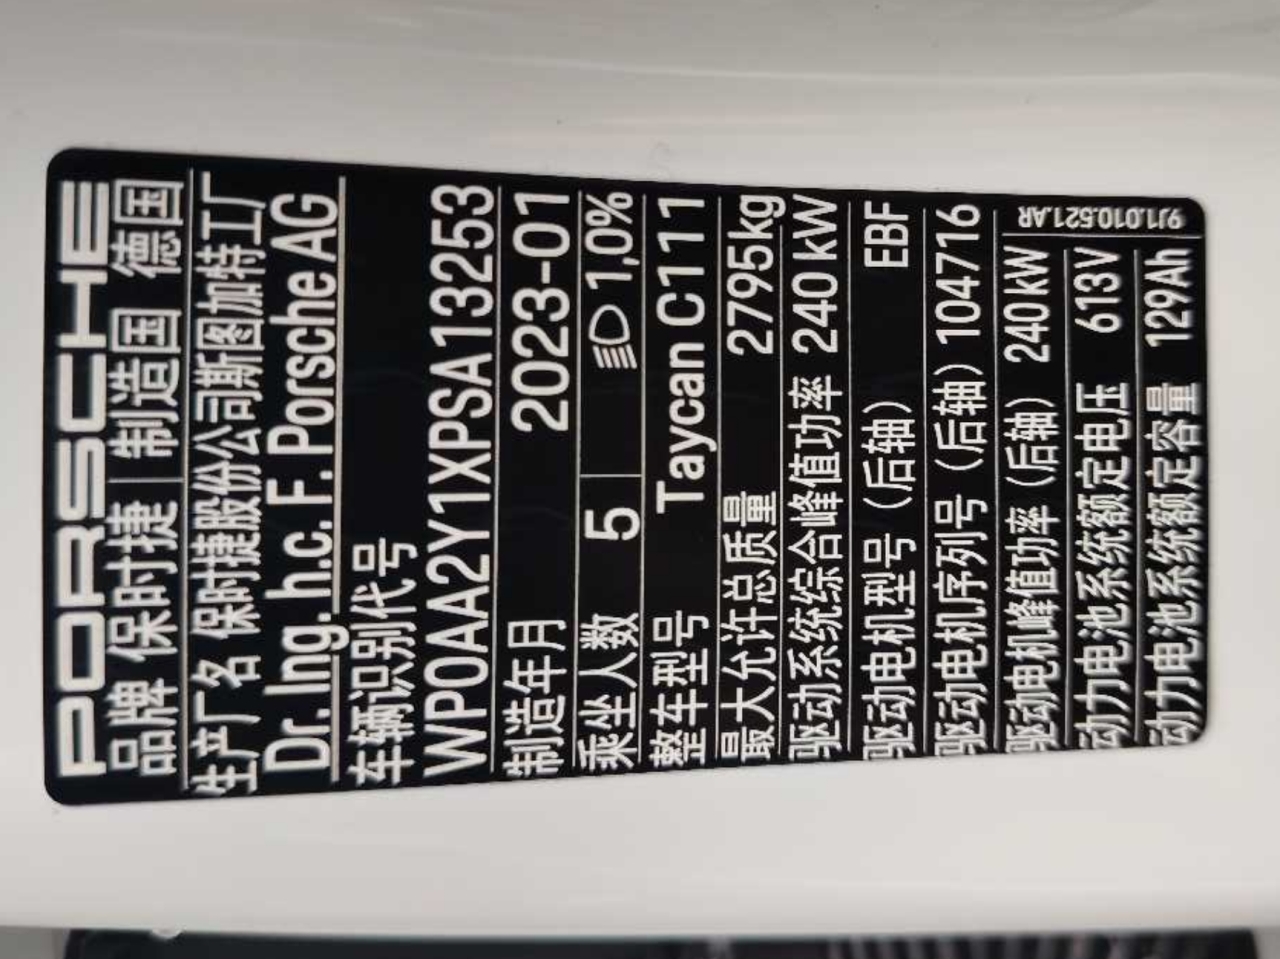 PORSCHE
品牌 保时捷 制造国 德国
生产厂名 保时捷股份公司斯图加特工厂
Dr. Ing. h.c. F. Porsche AG
车辆识别代号
WP0AA2Y1XPSA13253
制造年月 2023-01
乘坐人数 5 1,0%
整车型号 Taycan C111
最大允许总质量 2795kg
驱动系统综合峰值功率 240 kW
驱动电机型号（后轴） EBF
驱动电机序列号（后轴）104716
驱动电机峰值功率（后轴） 240 kW
动力电池系统额定电压 613V
动力电池系统额定容量 129Ah
9J1.010.521.AR